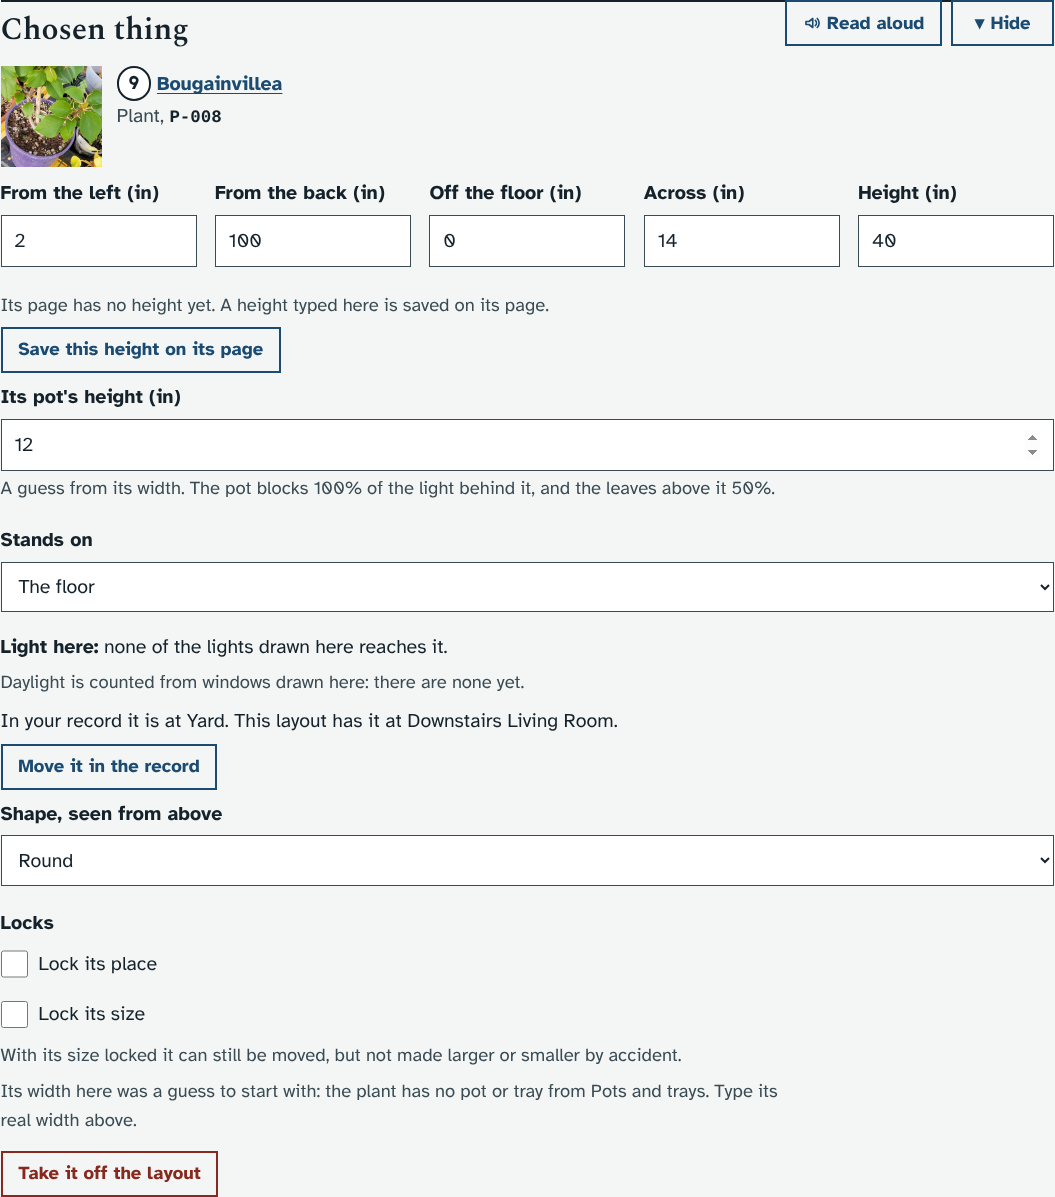 Chosen thing
Read aloud
▾ Hide
9 Bougainvillea
Plant, P-008
From the left (in)
From the back (in)
Off the floor (in)
Across (in)
Height (in)
2
100
0
14
40
Its page has no height yet. A height typed here is saved on its page.
Save this height on its page
Its pot's height (in)
12
A guess from its width. The pot blocks 100% of the light behind it, and the leaves above it 50%.
Stands on
The floor
Light here: none of the lights drawn here reaches it.
Daylight is counted from windows drawn here: there are none yet.
In your record it is at Yard. This layout has it at Downstairs Living Room.
Move it in the record
Shape, seen from above
Round
Locks
Lock its place
Lock its size
With its size locked it can still be moved, but not made larger or smaller by accident.
Its width here was a guess to start with: the plant has no pot or tray from Pots and trays. Type its
real width above.
Take it off the layout